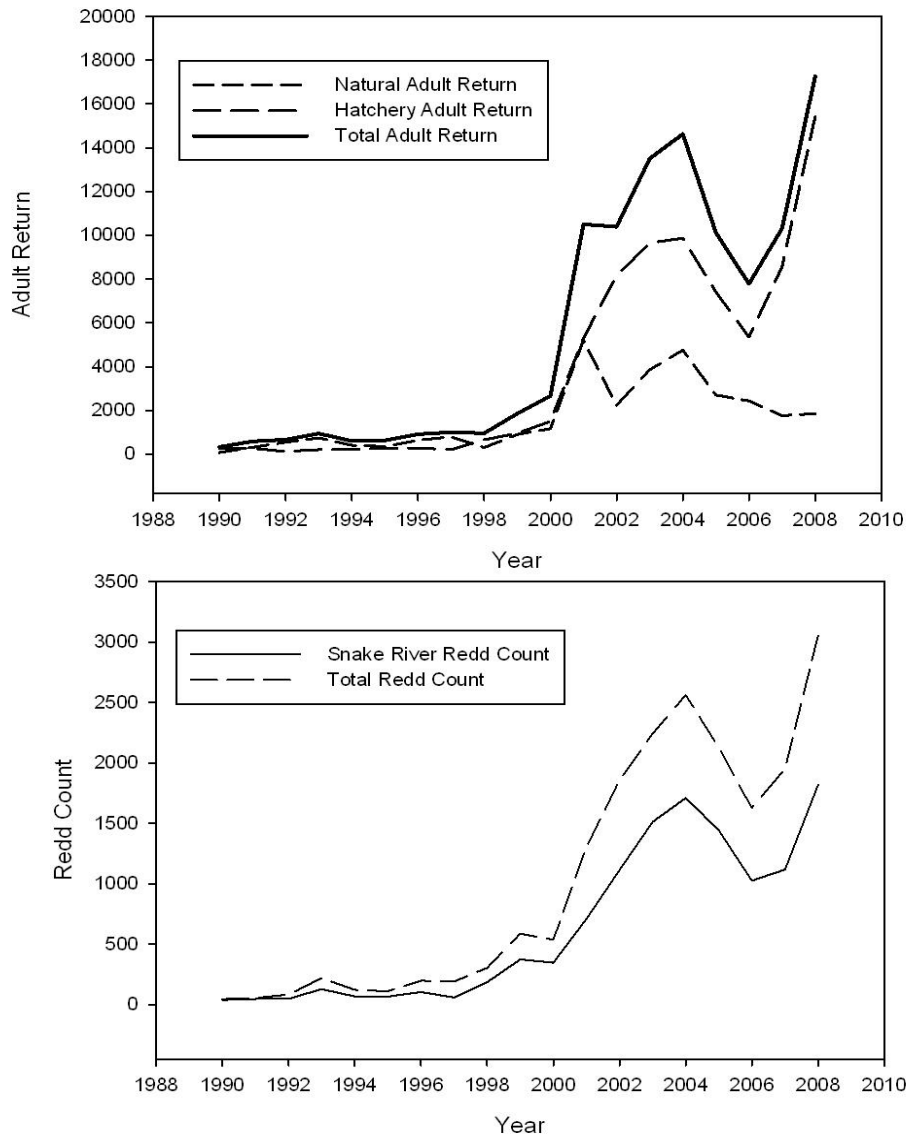 20000
18000
16000
14000
12000
10000
8000
6000
4000
2000
0
Adult Return
Natural Adult Return
Hatchery Adult Return
Total Adult Return
1988 1990 1992 1994 1996 1998 2000 2002 2004 2006 2008 2010
Year
3500
3000
2500
2000
1500
1000
500
0
Redd Count
Snake River Redd Count
Total Redd Count
1988 1990 1992 1994 1996 1998 2000 2002 2004 2006 2008 2010
Year